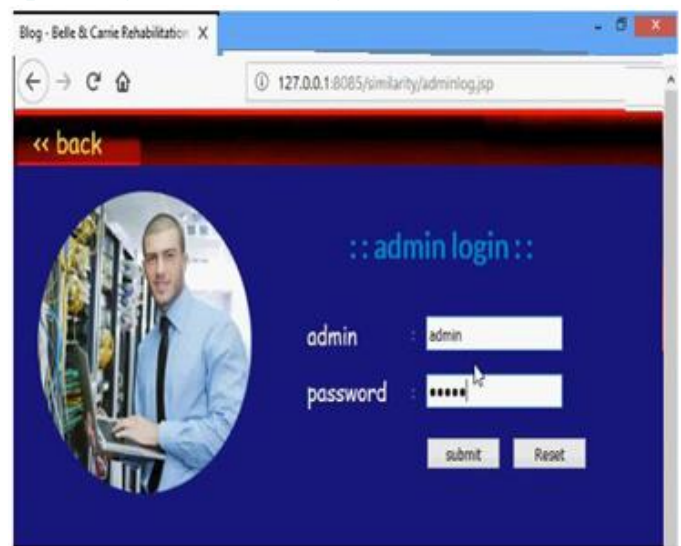 Blog - Belle & Carrie Rehabilitation X
127.0.0.1:8085/similarity/adminlog.jsp
<< back
: : admin login : :
admin : admin
password : •••••
submit Reset